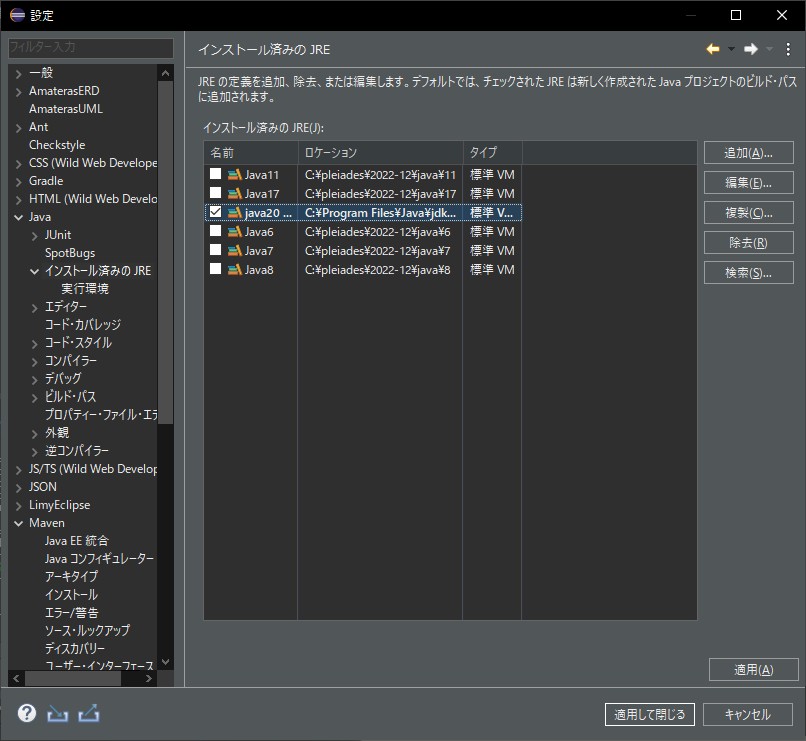 設定
フィルター入力
一般
AmaterasERD
AmaterasUML
Ant
Checkstyle
CSS (Wild Web Develope
Gradle
HTML (Wild Web Develo
Java
JUnit
SpotBugs
インストール済みの JRE
実行環境
エディター
コード・カバレッジ
コード・スタイル
コンパイラー
デバッグ
ビルド・パス
プロパティー・ファイル・エデ
外観
逆コンパイラー
JS/TS (Wild Web Develop
JSON
LimyEclipse
Maven
Java EE 統合
Java コンフィギュレーター
アーキタイプ
インストール
エラー/警告
ソース・ルックアップ
ディスカバリー
ユーザー・インターフェース
インストール済みの JRE
JRE の定義を追加、除去、または編集します。デフォルトでは、チェックされた JRE は新しく作成された Java プロジェクトのビルド・パス
に追加されます。
インストール済みの JRE(J):
名前 ロケーション タイプ
Java11 C:¥pleiades¥2022-12¥java¥11 標準 VM
Java17 C:¥pleiades¥2022-12¥java¥17 標準 VM
java20 ... C:¥Program Files¥Java¥jdk... 標準 V...
Java6 C:¥pleiades¥2022-12¥java¥6 標準 VM
Java7 C:¥pleiades¥2022-12¥java¥7 標準 VM
Java8 C:¥pleiades¥2022-12¥java¥8 標準 VM
追加(A)...
編集(E)...
複製(C)...
除去(R)
検索(S)...
適用(A)
適用して閉じる
キャンセル